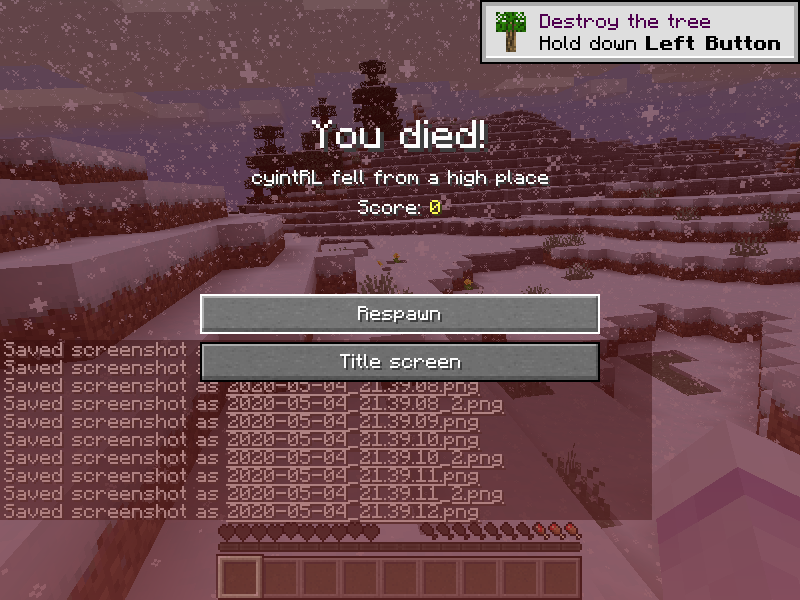 Destroy the tree
Hold down Left Button
You died!
cyintRL fell from a high place
Score: 0
Respawn
Saved screenshot as
Title screen
Saved screenshot as
Saved screenshot as 2020-05-04_21.39.08.png
Saved screenshot as 2020-05-04_21.39.08_2.png
Saved screenshot as 2020-05-04_21.39.09.png
Saved screenshot as 2020-05-04_21.39.10.png
Saved screenshot as 2020-05-04_21.39.10_2.png
Saved screenshot as 2020-05-04_21.39.11.png
Saved screenshot as 2020-05-04_21.39.11_2.png
Saved screenshot as 2020-05-04_21.39.12.png